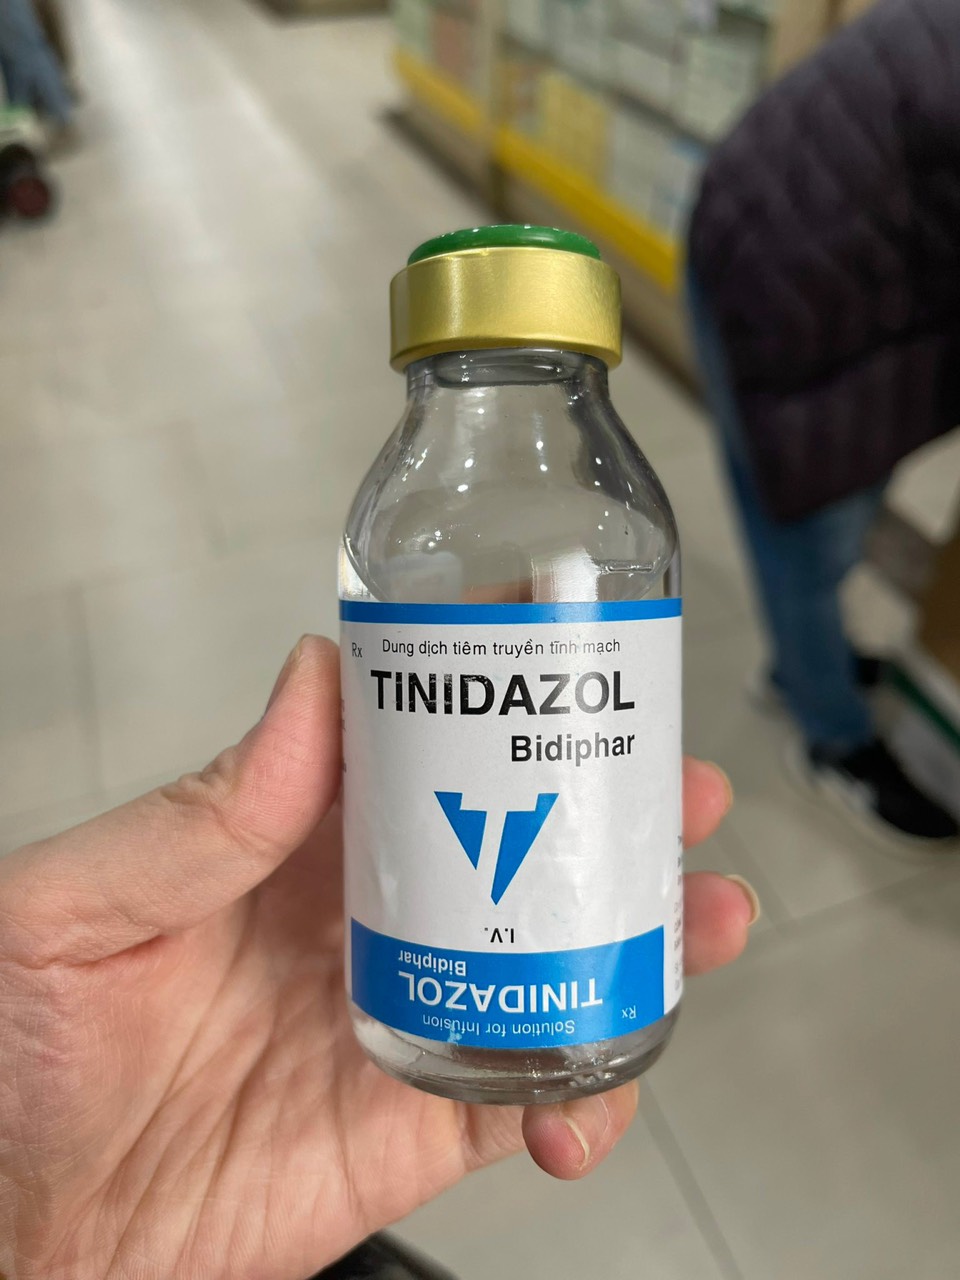 Rx Dung dịch tiêm truyền tĩnh mạch
TINIDAZOL
Bidiphar
I.V.
Rx Solution for Infusion
TINIDAZOL
Bidiphar